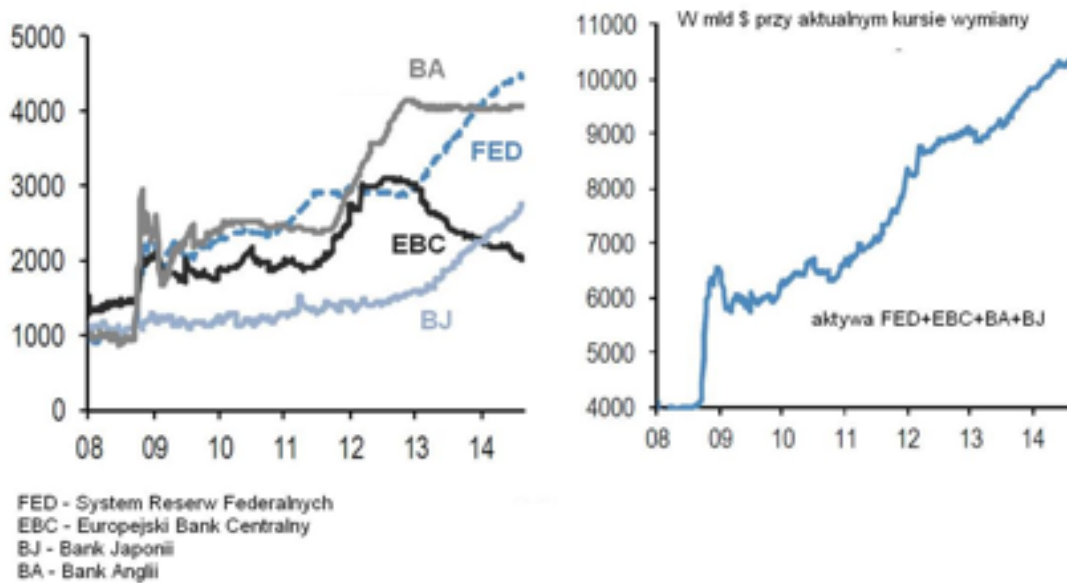 5000
4000
3000
2000
1000
0
08 09 10 11 12 13 14
BA
FED
EBC
BJ
W mld $ przy aktualnym kursie wymiany
11000
10000
9000
8000
7000
6000
5000
4000
08 09 10 11 12 13 14
aktywa FED+EBC+BA+BJ
FED - System Reserw Federalnych
EBC - Europejski Bank Centralny
BJ - Bank Japonii
BA - Bank Anglii